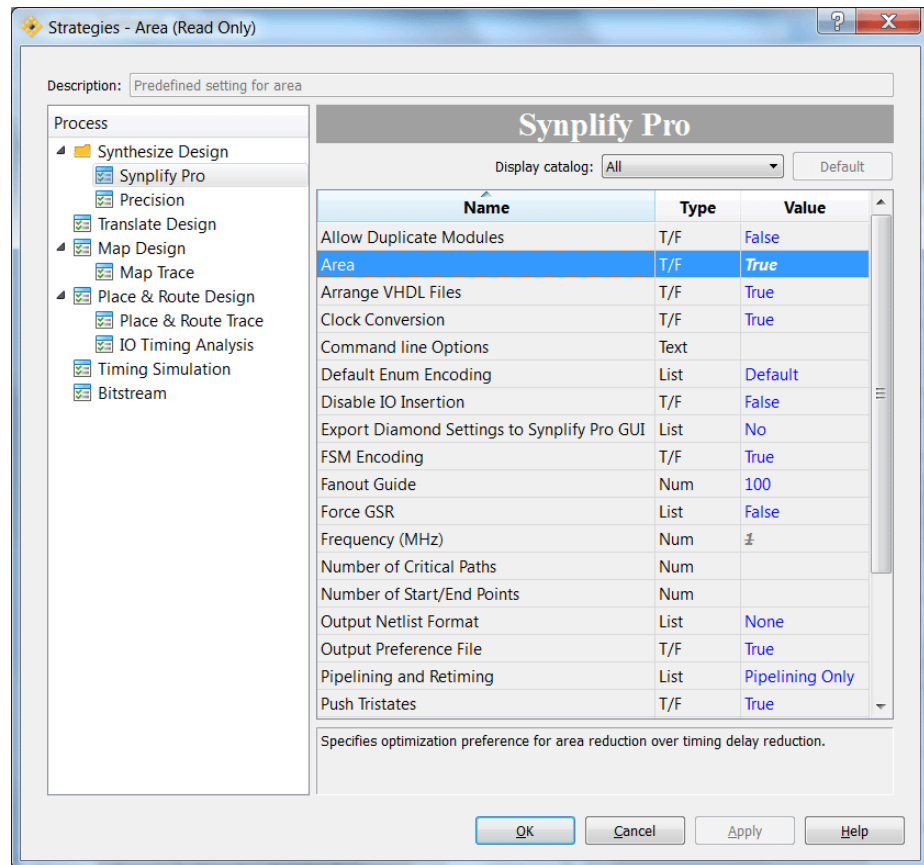 Strategies - Area (Read Only)
Description: Predefined setting for area
Process
Synthesize Design
Synplify Pro
Precision
Translate Design
Map Design
Map Trace
Place & Route Design
Place & Route Trace
IO Timing Analysis
Timing Simulation
Bitstream
Synplify Pro
Display catalog: All Default
Name Type Value
Allow Duplicate Modules T/F False
Area T/F True
Arrange VHDL Files T/F True
Clock Conversion T/F True
Command line Options Text
Default Enum Encoding List Default
Disable IO Insertion T/F False
Export Diamond Settings to Synplify Pro GUI List No
FSM Encoding T/F True
Fanout Guide Num 100
Force GSR List False
Frequency (MHz) Num 1
Number of Critical Paths Num
Number of Start/End Points Num
Output Netlist Format List None
Output Preference File T/F True
Pipelining and Retiming List Pipelining Only
Push Tristates T/F True
Specifies optimization preference for area reduction over timing delay reduction.
OK Cancel Apply Help